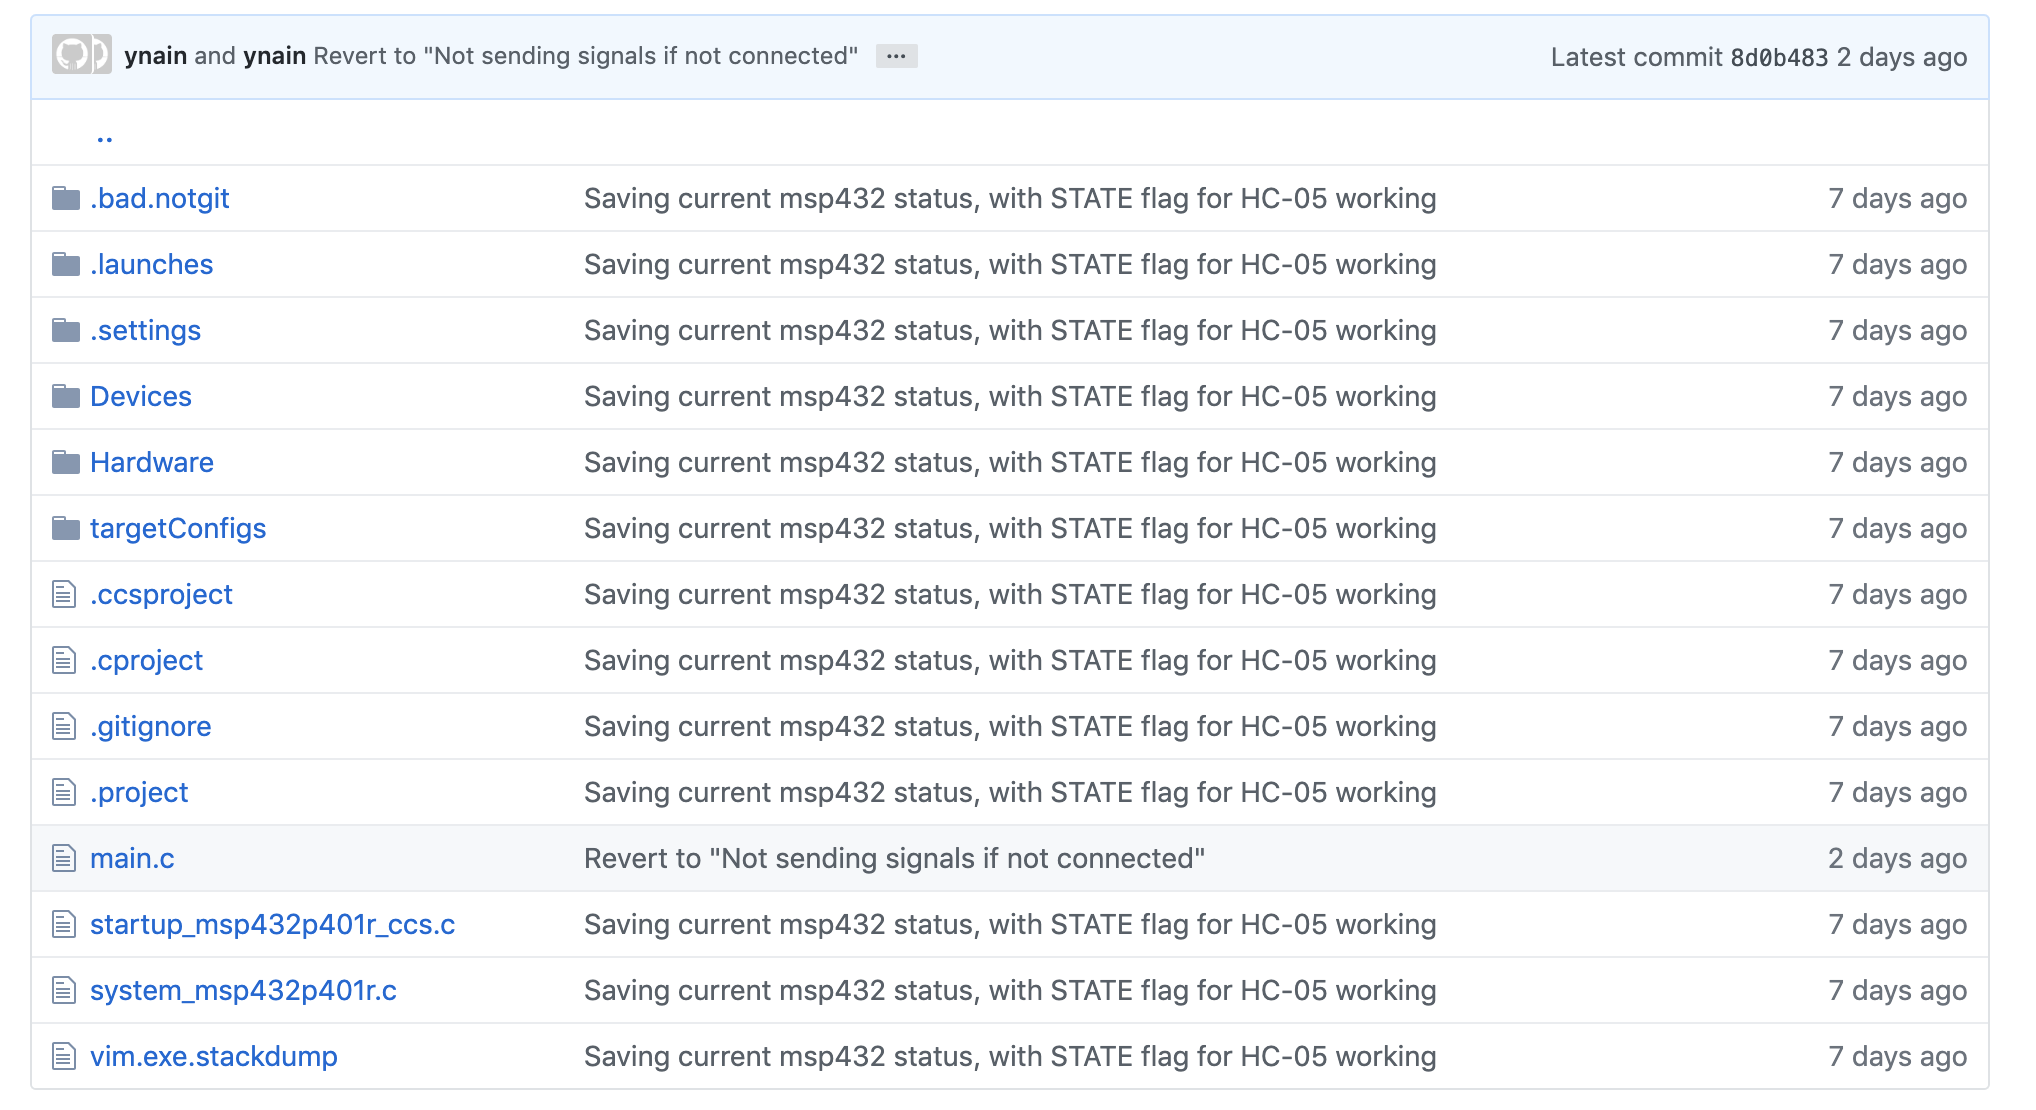 ynain and ynain Revert to "Not sending signals if not connected" ... Latest commit 8d0b483 2 days ago
..
.bad.notgit Saving current msp432 status, with STATE flag for HC-05 working 7 days ago
.launches Saving current msp432 status, with STATE flag for HC-05 working 7 days ago
.settings Saving current msp432 status, with STATE flag for HC-05 working 7 days ago
Devices Saving current msp432 status, with STATE flag for HC-05 working 7 days ago
Hardware Saving current msp432 status, with STATE flag for HC-05 working 7 days ago
targetConfigs Saving current msp432 status, with STATE flag for HC-05 working 7 days ago
.ccsproject Saving current msp432 status, with STATE flag for HC-05 working 7 days ago
.cproject Saving current msp432 status, with STATE flag for HC-05 working 7 days ago
.gitignore Saving current msp432 status, with STATE flag for HC-05 working 7 days ago
.project Saving current msp432 status, with STATE flag for HC-05 working 7 days ago
main.c Revert to "Not sending signals if not connected" 2 days ago
startup_msp432p401r_ccs.c Saving current msp432 status, with STATE flag for HC-05 working 7 days ago
system_msp432p401r.c Saving current msp432 status, with STATE flag for HC-05 working 7 days ago
vim.exe.stackdump Saving current msp432 status, with STATE flag for HC-05 working 7 days ago